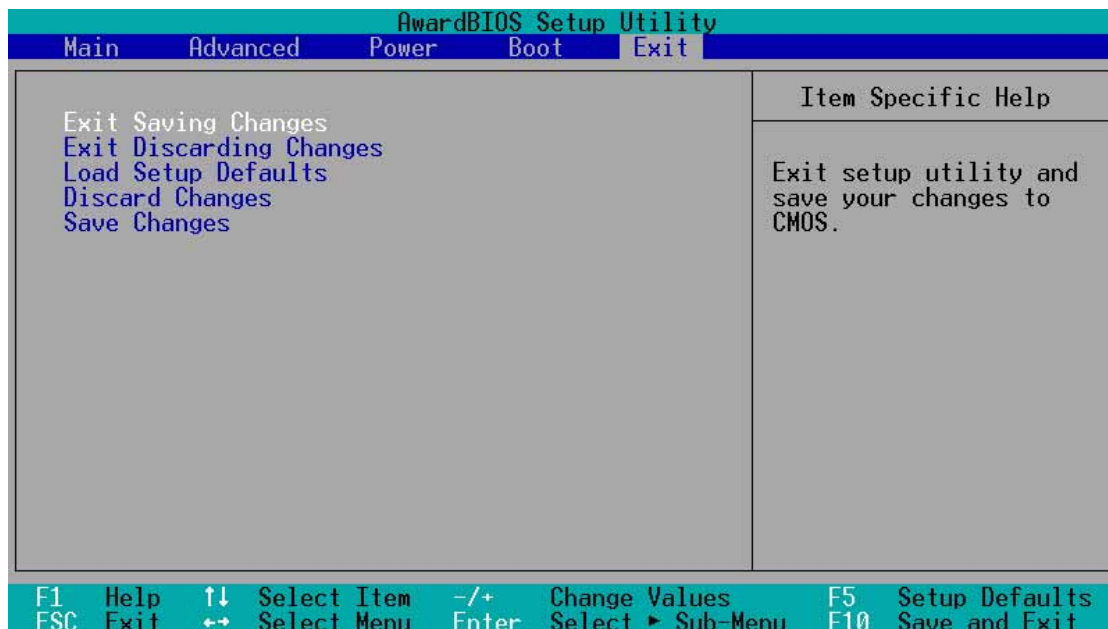 AwardBIOS Setup Utility
Main Advanced Power Boot Exit
Item Specific Help
Exit Saving Changes
Exit Discarding Changes
Load Setup Defaults
Discard Changes
Save Changes
Exit setup utility and
save your changes to
CMOS.
F1 Help ↑↓ Select Item -/+ Change Values F5 Setup Defaults
ESC Exit ←→ Select Menu Enter Select ► Sub-Menu F10 Save and Exit